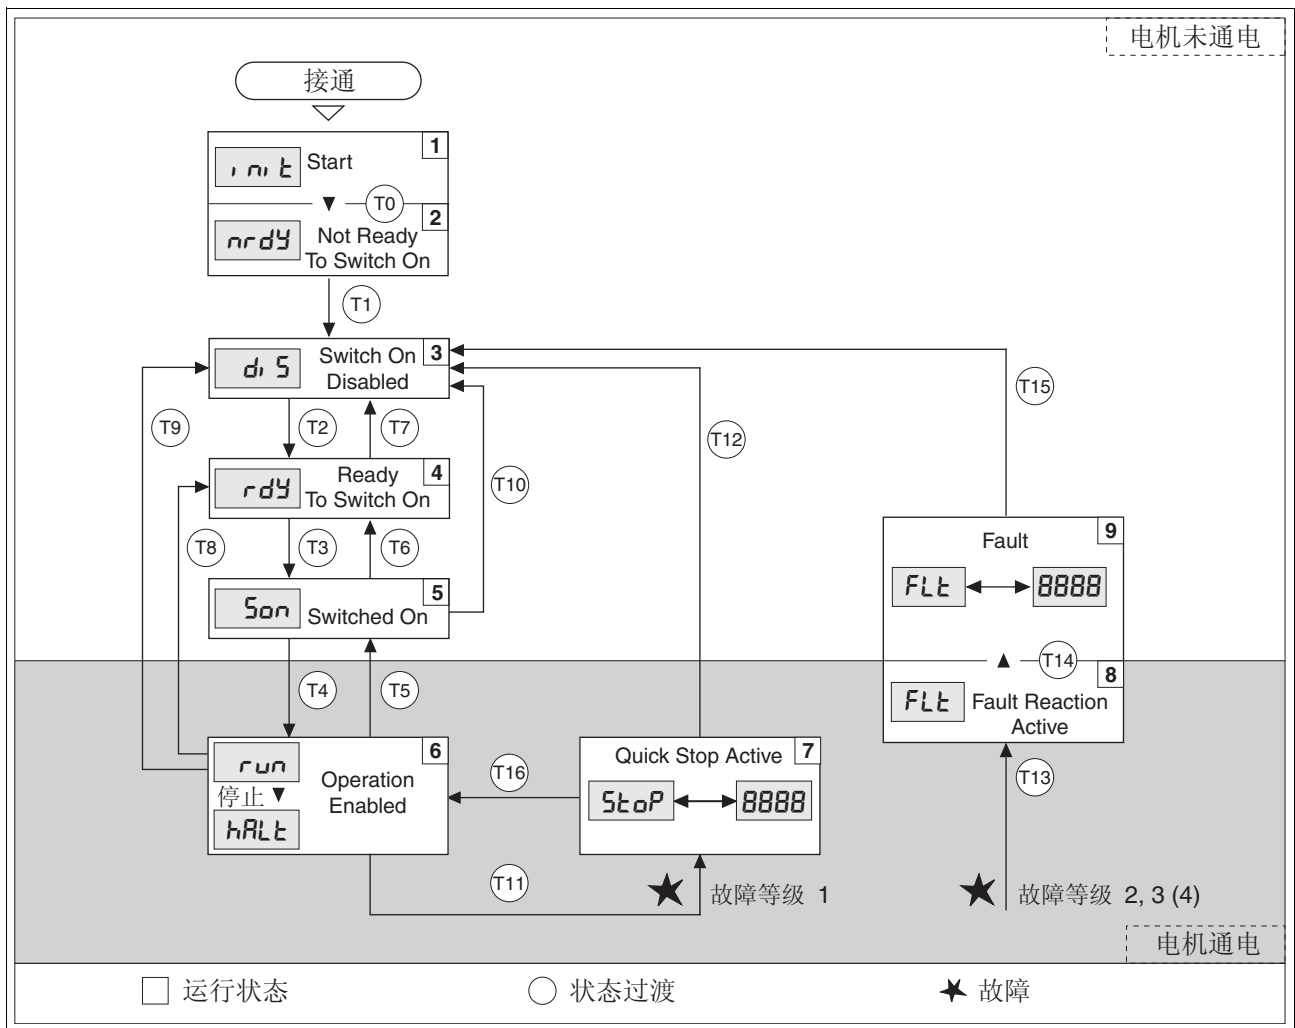 电机未通电
接通
1
init Start
T0
2
nrdY Not Ready
To Switch On
T1
3
diS Switch On
Disabled
T15
T9
T2
T7
T12
4
rdY Ready
To Switch On
T10
T8
T3
T6
9
Fault
FLt 8888
5
Son Switched On
T14
8
FLt Fault Reaction
Active
T4
T5
6
run
停止
hALt
Operation
Enabled
T16
7
Quick Stop Active
StoP 8888
T13
T11
故障等级 1
故障等级 2, 3 (4)
电机通电
运行状态
状态过渡
故障